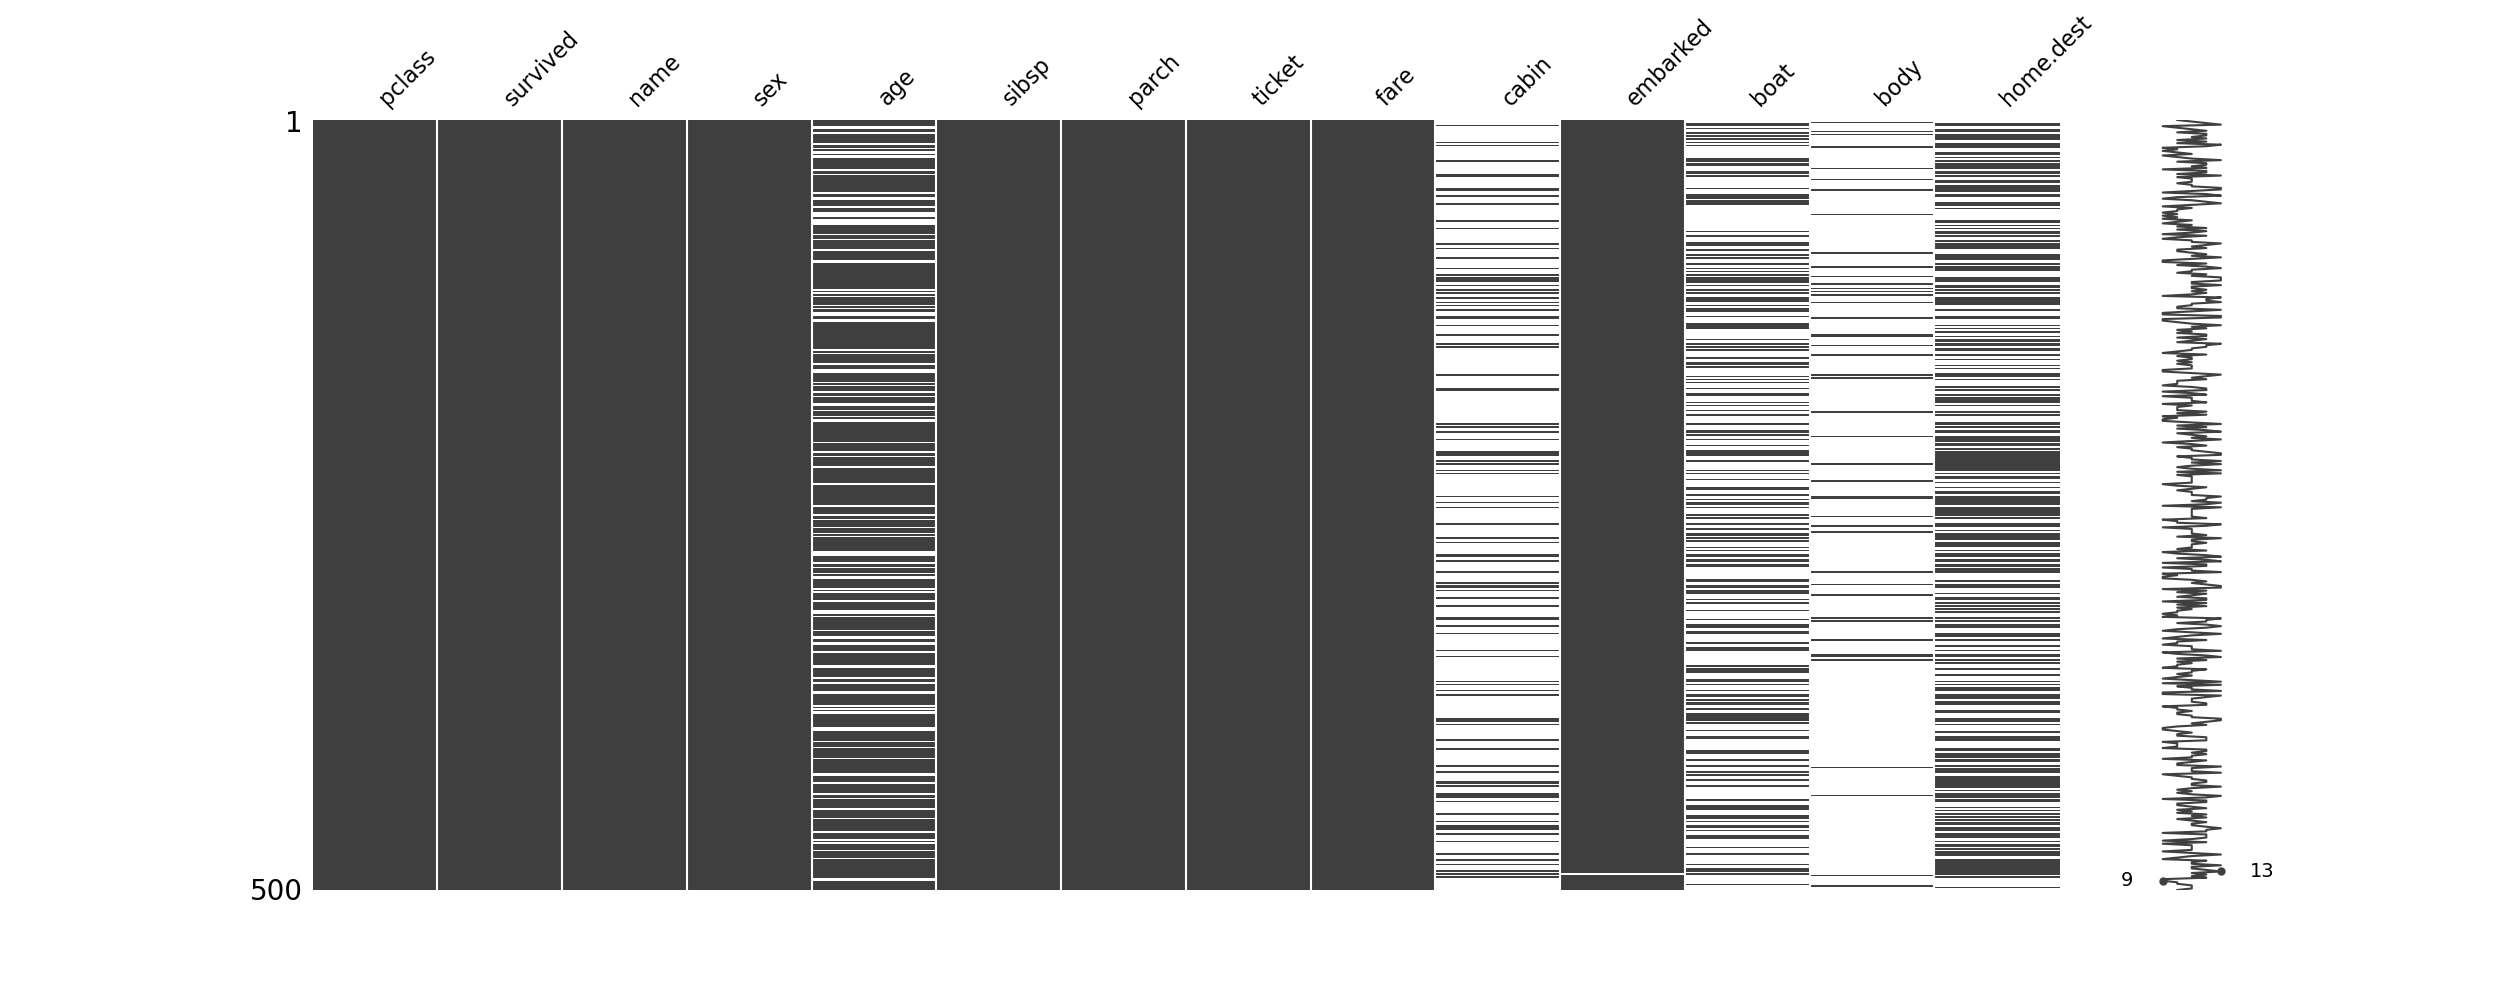 pclass
survived
name
sex
age
sibsp
parch
ticket
fare
cabin
embarked
boat
body
home.dest
1
500
9
13